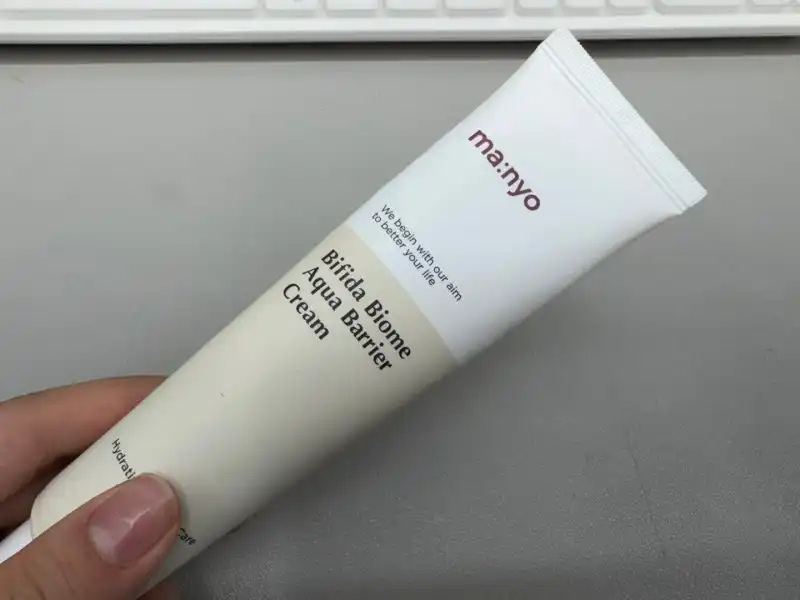 ma:nyo
We begin with our aim
to better your life
Bifida Biome
Aqua Barrier
Cream